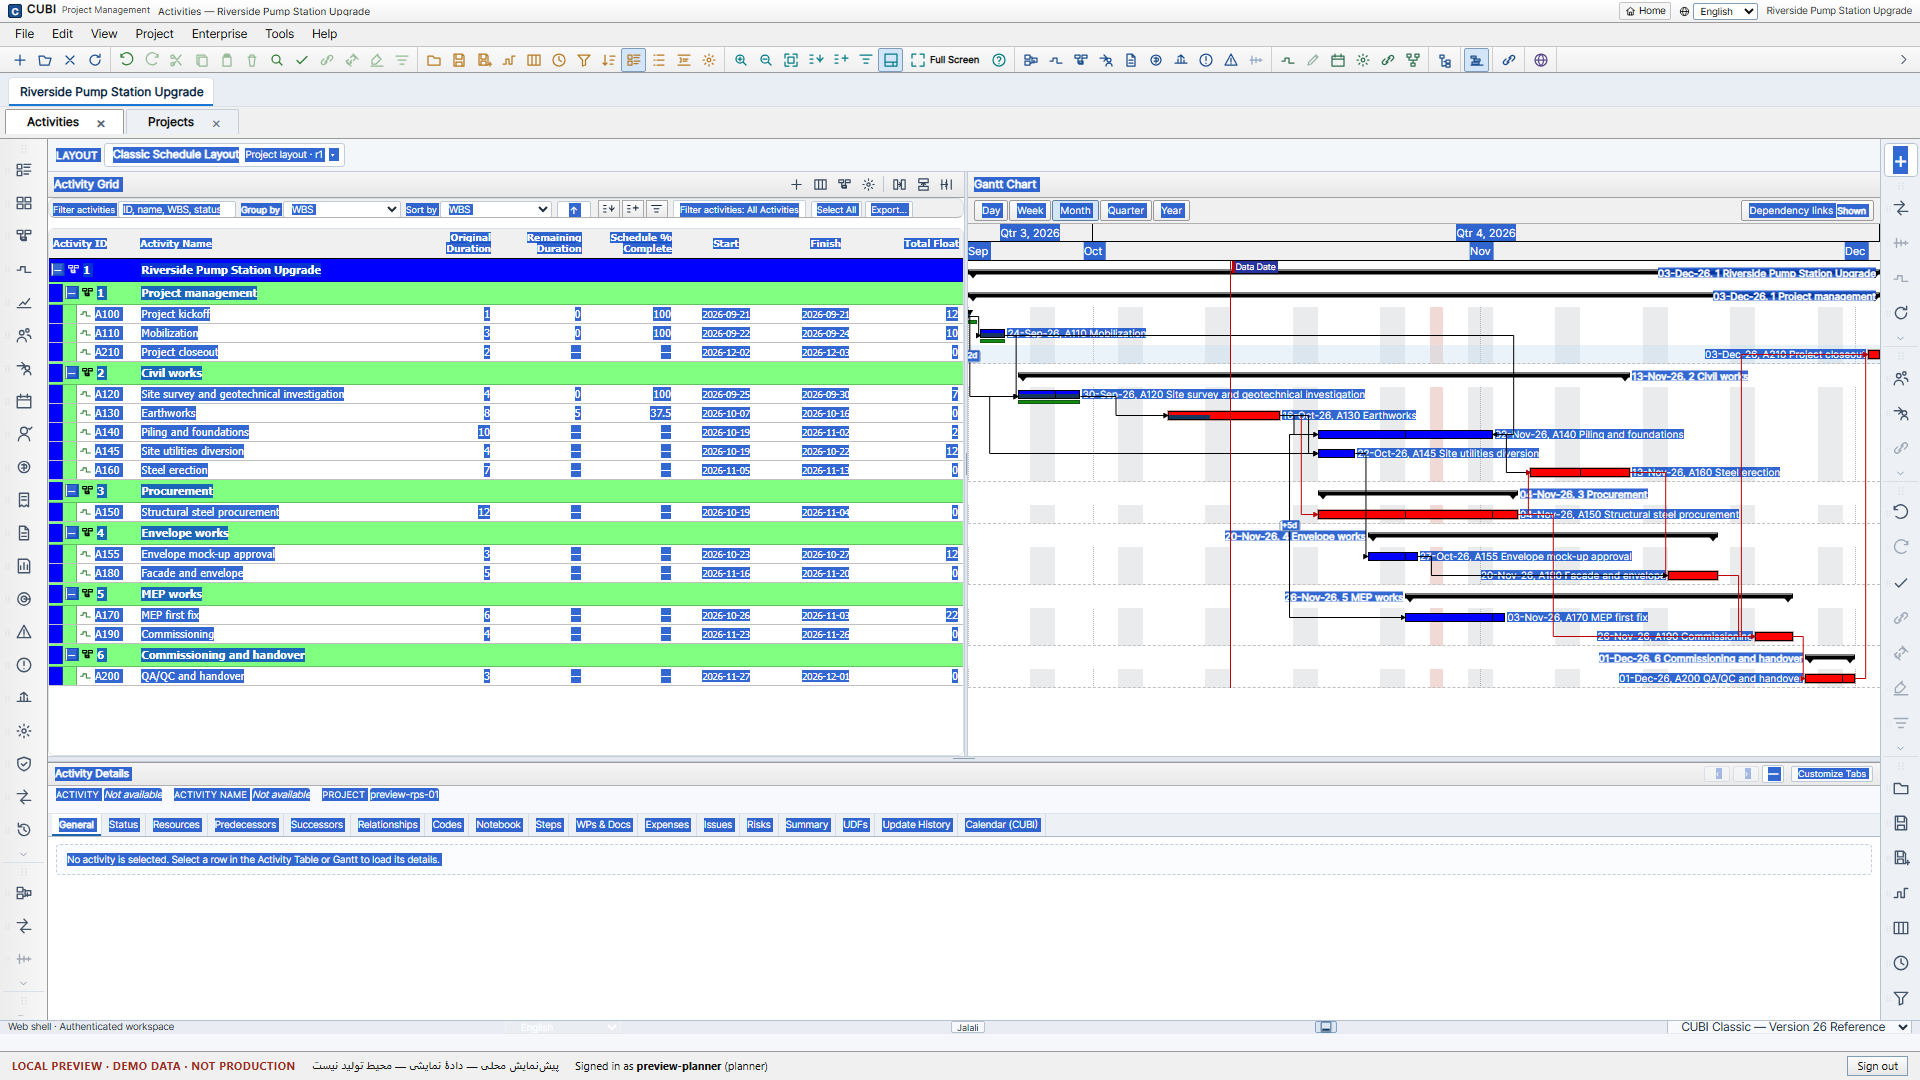 CUBI Project Management Activities — Riverside Pump Station Upgrade Home English Riverside Pump Station Upgrade
File Edit View Project Enterprise Tools Help
Full Screen
Riverside Pump Station Upgrade
Activities Projects
LAYOUT Classic Schedule Layout Project layout · r1
Activity Grid
Filter activities ID, name, WBS, status Group by WBS Sort by WBS Filter activities: All Activities Select All Export...
Activity ID Activity Name Original Duration Remaining Duration Schedule % Complete Start Finish Total Float
1 Riverside Pump Station Upgrade
1 Project management
A100 Project kickoff 1 0 100 2026-09-21 2026-09-21 12
A110 Mobilization 3 0 100 2026-09-22 2026-09-24 10
A210 Project closeout 2 — — 2026-12-02 2026-12-03 0
2 Civil works
A120 Site survey and geotechnical investigation 4 0 100 2026-09-25 2026-09-30 7
A130 Earthworks 8 5 37.5 2026-10-07 2026-10-16 0
A140 Piling and foundations 10 — — 2026-10-19 2026-11-02 2
A145 Site utilities diversion 4 — — 2026-10-19 2026-10-22 12
A160 Steel erection 7 — — 2026-11-05 2026-11-13 0
3 Procurement
A150 Structural steel procurement 12 — — 2026-10-19 2026-11-04 0
4 Envelope works
A155 Envelope mock-up approval 3 — — 2026-10-23 2026-10-27 12
A180 Facade and envelope 5 — — 2026-11-16 2026-11-20 0
5 MEP works
A170 MEP first fix 6 — — 2026-10-26 2026-11-03 22
A190 Commissioning 4 — — 2026-11-23 2026-11-26 0
6 Commissioning and handover
A200 QA/QC and handover 3 — — 2026-11-27 2026-12-01 0
Gantt Chart
Day Week Month Quarter Year Dependency links Shown
Qtr 3, 2026 Qtr 4, 2026
Sep Oct Nov Dec
Data Date
03-Dec-26, 1 Riverside Pump Station Upgrade
03-Dec-26, 1 Project management
24-Sep-26, A110 Mobilization
2d
03-Dec-26, A210 Project closeout
13-Nov-26, 2 Civil works
30-Sep-26, A120 Site survey and geotechnical investigation
16-Oct-26, A130 Earthworks
02-Nov-26, A140 Piling and foundations
22-Oct-26, A145 Site utilities diversion
13-Nov-26, A160 Steel erection
04-Nov-26, 3 Procurement
04-Nov-26, A150 Structural steel procurement
+5d
20-Nov-26, 4 Envelope works
27-Oct-26, A155 Envelope mock-up approval
20-Nov-26, A180 Facade and envelope
26-Nov-26, 5 MEP works
03-Nov-26, A170 MEP first fix
26-Nov-26, A190 Commissioning
01-Dec-26, 6 Commissioning and handover
01-Dec-26, A200 QA/QC and handover
Activity Details Customize Tabs
ACTIVITY Not available ACTIVITY NAME Not available PROJECT preview-rps-01
General Status Resources Predecessors Successors Relationships Codes Notebook Steps WPs & Docs Expenses Issues Risks Summary UDFs Update History Calendar (CUBI)
No activity is selected. Select a row in the Activity Table or Gantt to load its details.
Web shell · Authenticated workspace English Jalali CUBI Classic — Version 26 Reference
LOCAL PREVIEW · DEMO DATA · NOT PRODUCTION پیش‌نمایش محلی — دادهٔ نمایشی — محیط تولید نیست Signed in as preview-planner (planner) Sign out